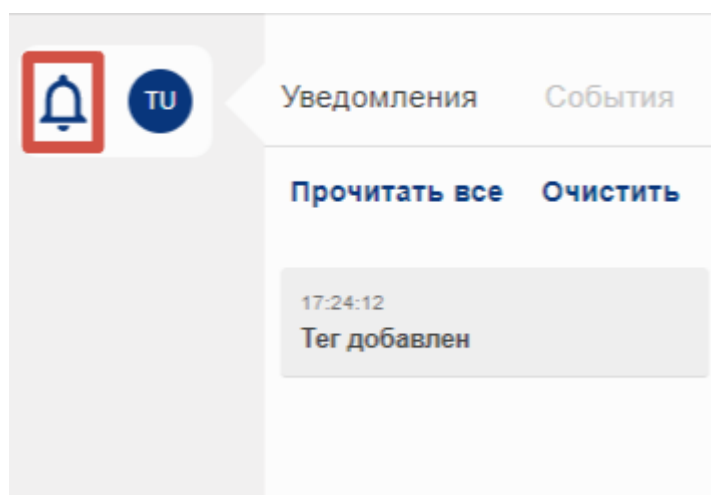 TU
Уведомления События
Прочитать все Очистить
17:24:12
Тег добавлен